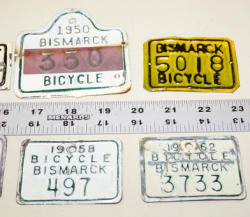 1950
BISMARCK
350
BICYCLE
BISMARCK
5018
BICYCLE
16 17 18 MENARDS 19 20 21 22 23
1958
BICYCLE
BISMARCK
497
1962
BICYCLE
BISMARCK
3733